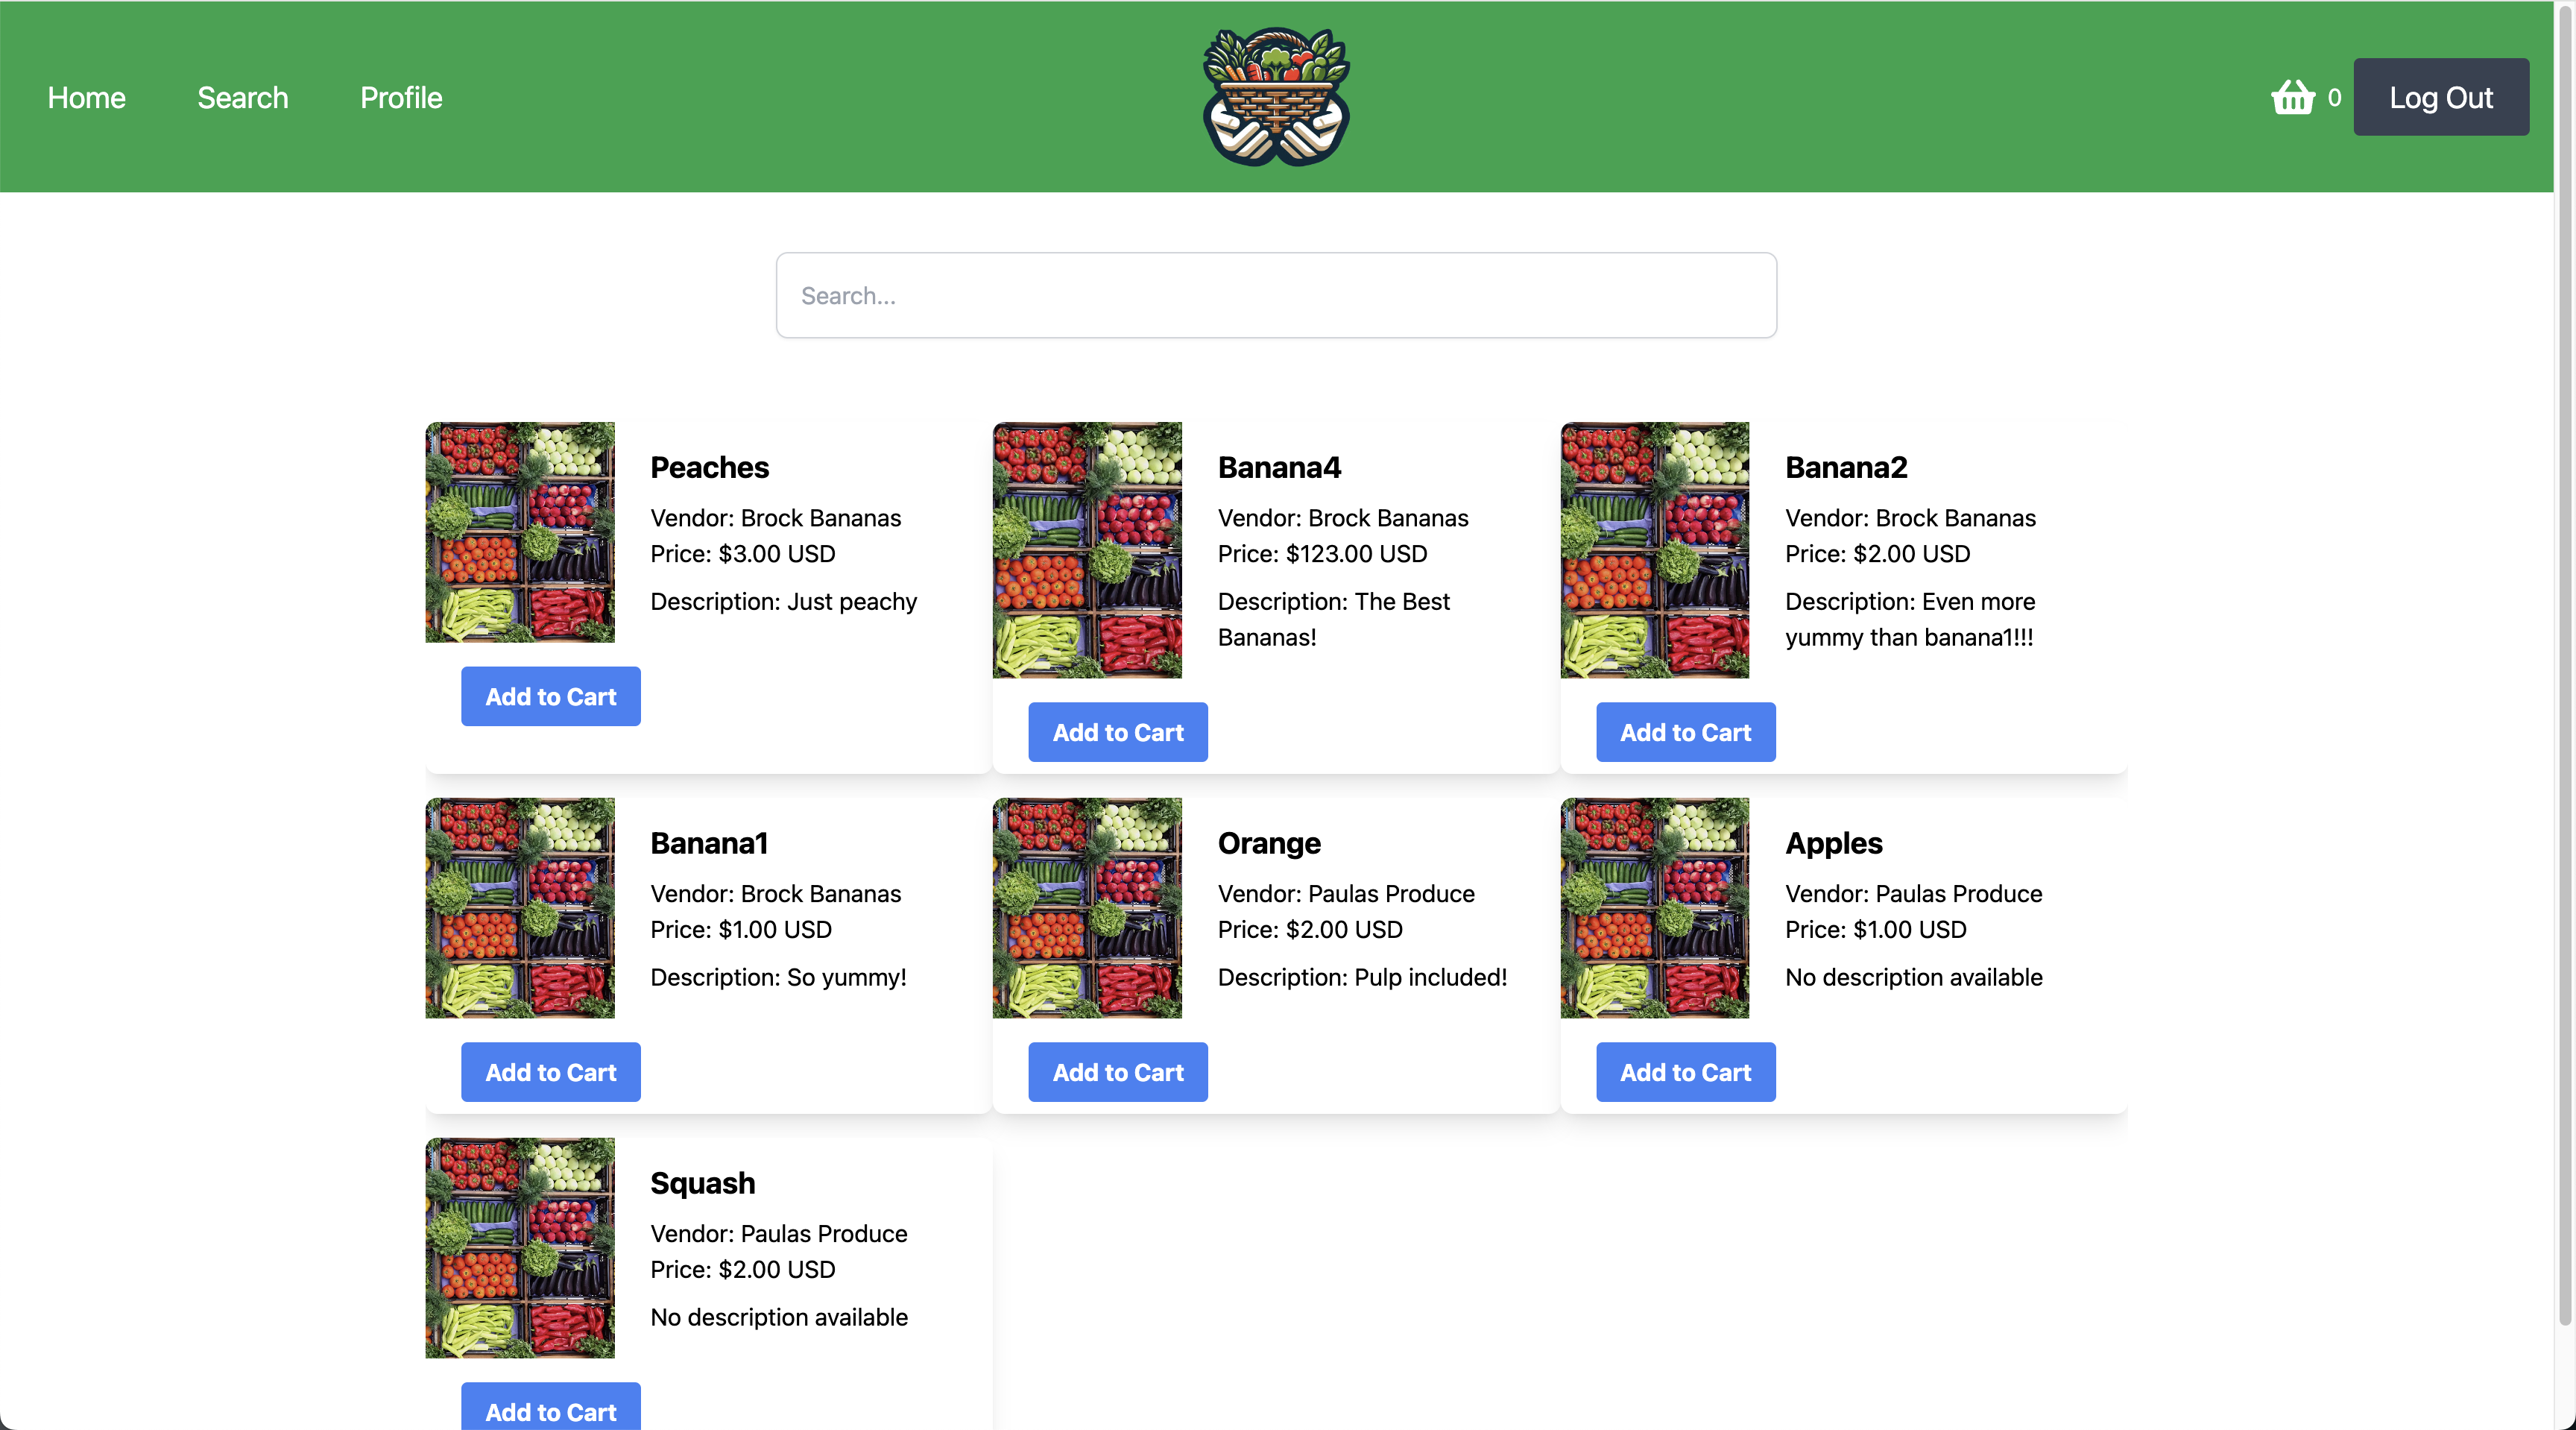 Home
Search
Profile
0
Log Out
Search...
Peaches
Vendor: Brock Bananas
Price: $3.00 USD
Description: Just peachy
Add to Cart
Banana4
Vendor: Brock Bananas
Price: $123.00 USD
Description: The Best
Bananas!
Add to Cart
Banana2
Vendor: Brock Bananas
Price: $2.00 USD
Description: Even more
yummy than banana1!!!
Add to Cart
Banana1
Vendor: Brock Bananas
Price: $1.00 USD
Description: So yummy!
Add to Cart
Orange
Vendor: Paulas Produce
Price: $2.00 USD
Description: Pulp included!
Add to Cart
Apples
Vendor: Paulas Produce
Price: $1.00 USD
No description available
Add to Cart
Squash
Vendor: Paulas Produce
Price: $2.00 USD
No description available
Add to Cart